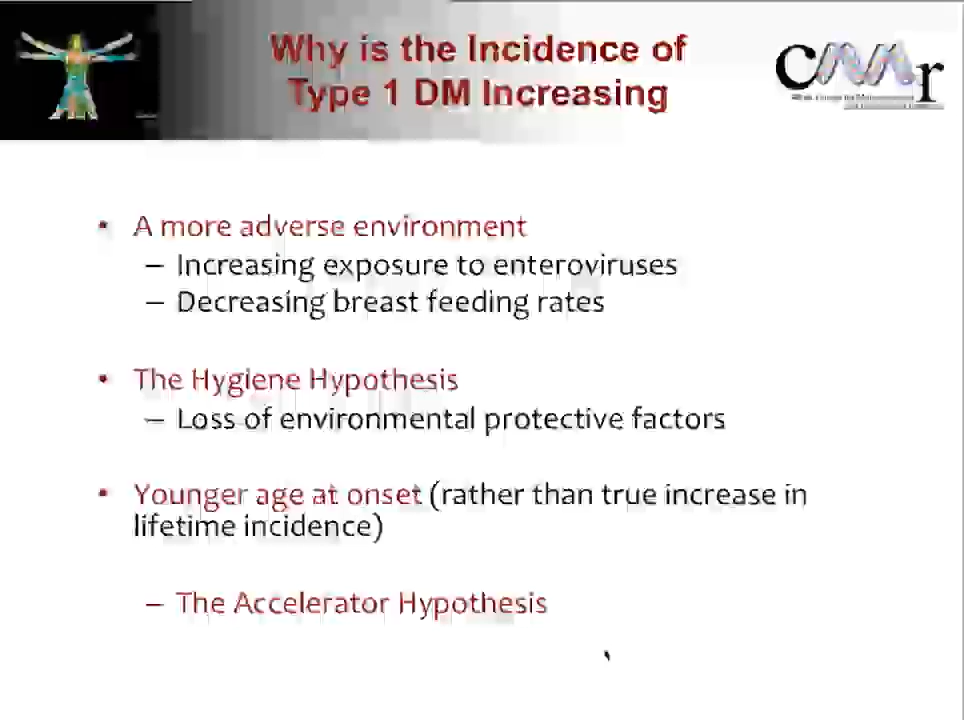 Why is the Incidence of
Type 1 DM Increasing
CMMr
• A more adverse environment
– Increasing exposure to enteroviruses
– Decreasing breast feeding rates
• The Hygiene Hypothesis
– Loss of environmental protective factors
• Younger age at onset (rather than true increase in
lifetime incidence)
– The Accelerator Hypothesis